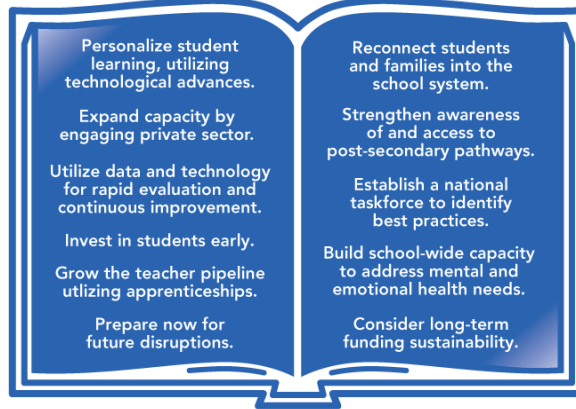 Personalize student
learning, utilizing
technological advances.
Expand capacity by
engaging private sector.
Utilize data and technology
for rapid evaluation and
continuous improvement.
Invest in students early.
Grow the teacher pipeline
utlizing apprenticeships.
Prepare now for
future disruptions.
Reconnect students
and families into the
school system.
Strengthen awareness
of and access to
post-secondary pathways.
Establish a national
taskforce to identify
best practices.
Build school-wide capacity
to address mental and
emotional health needs.
Consider long-term
funding sustainability.